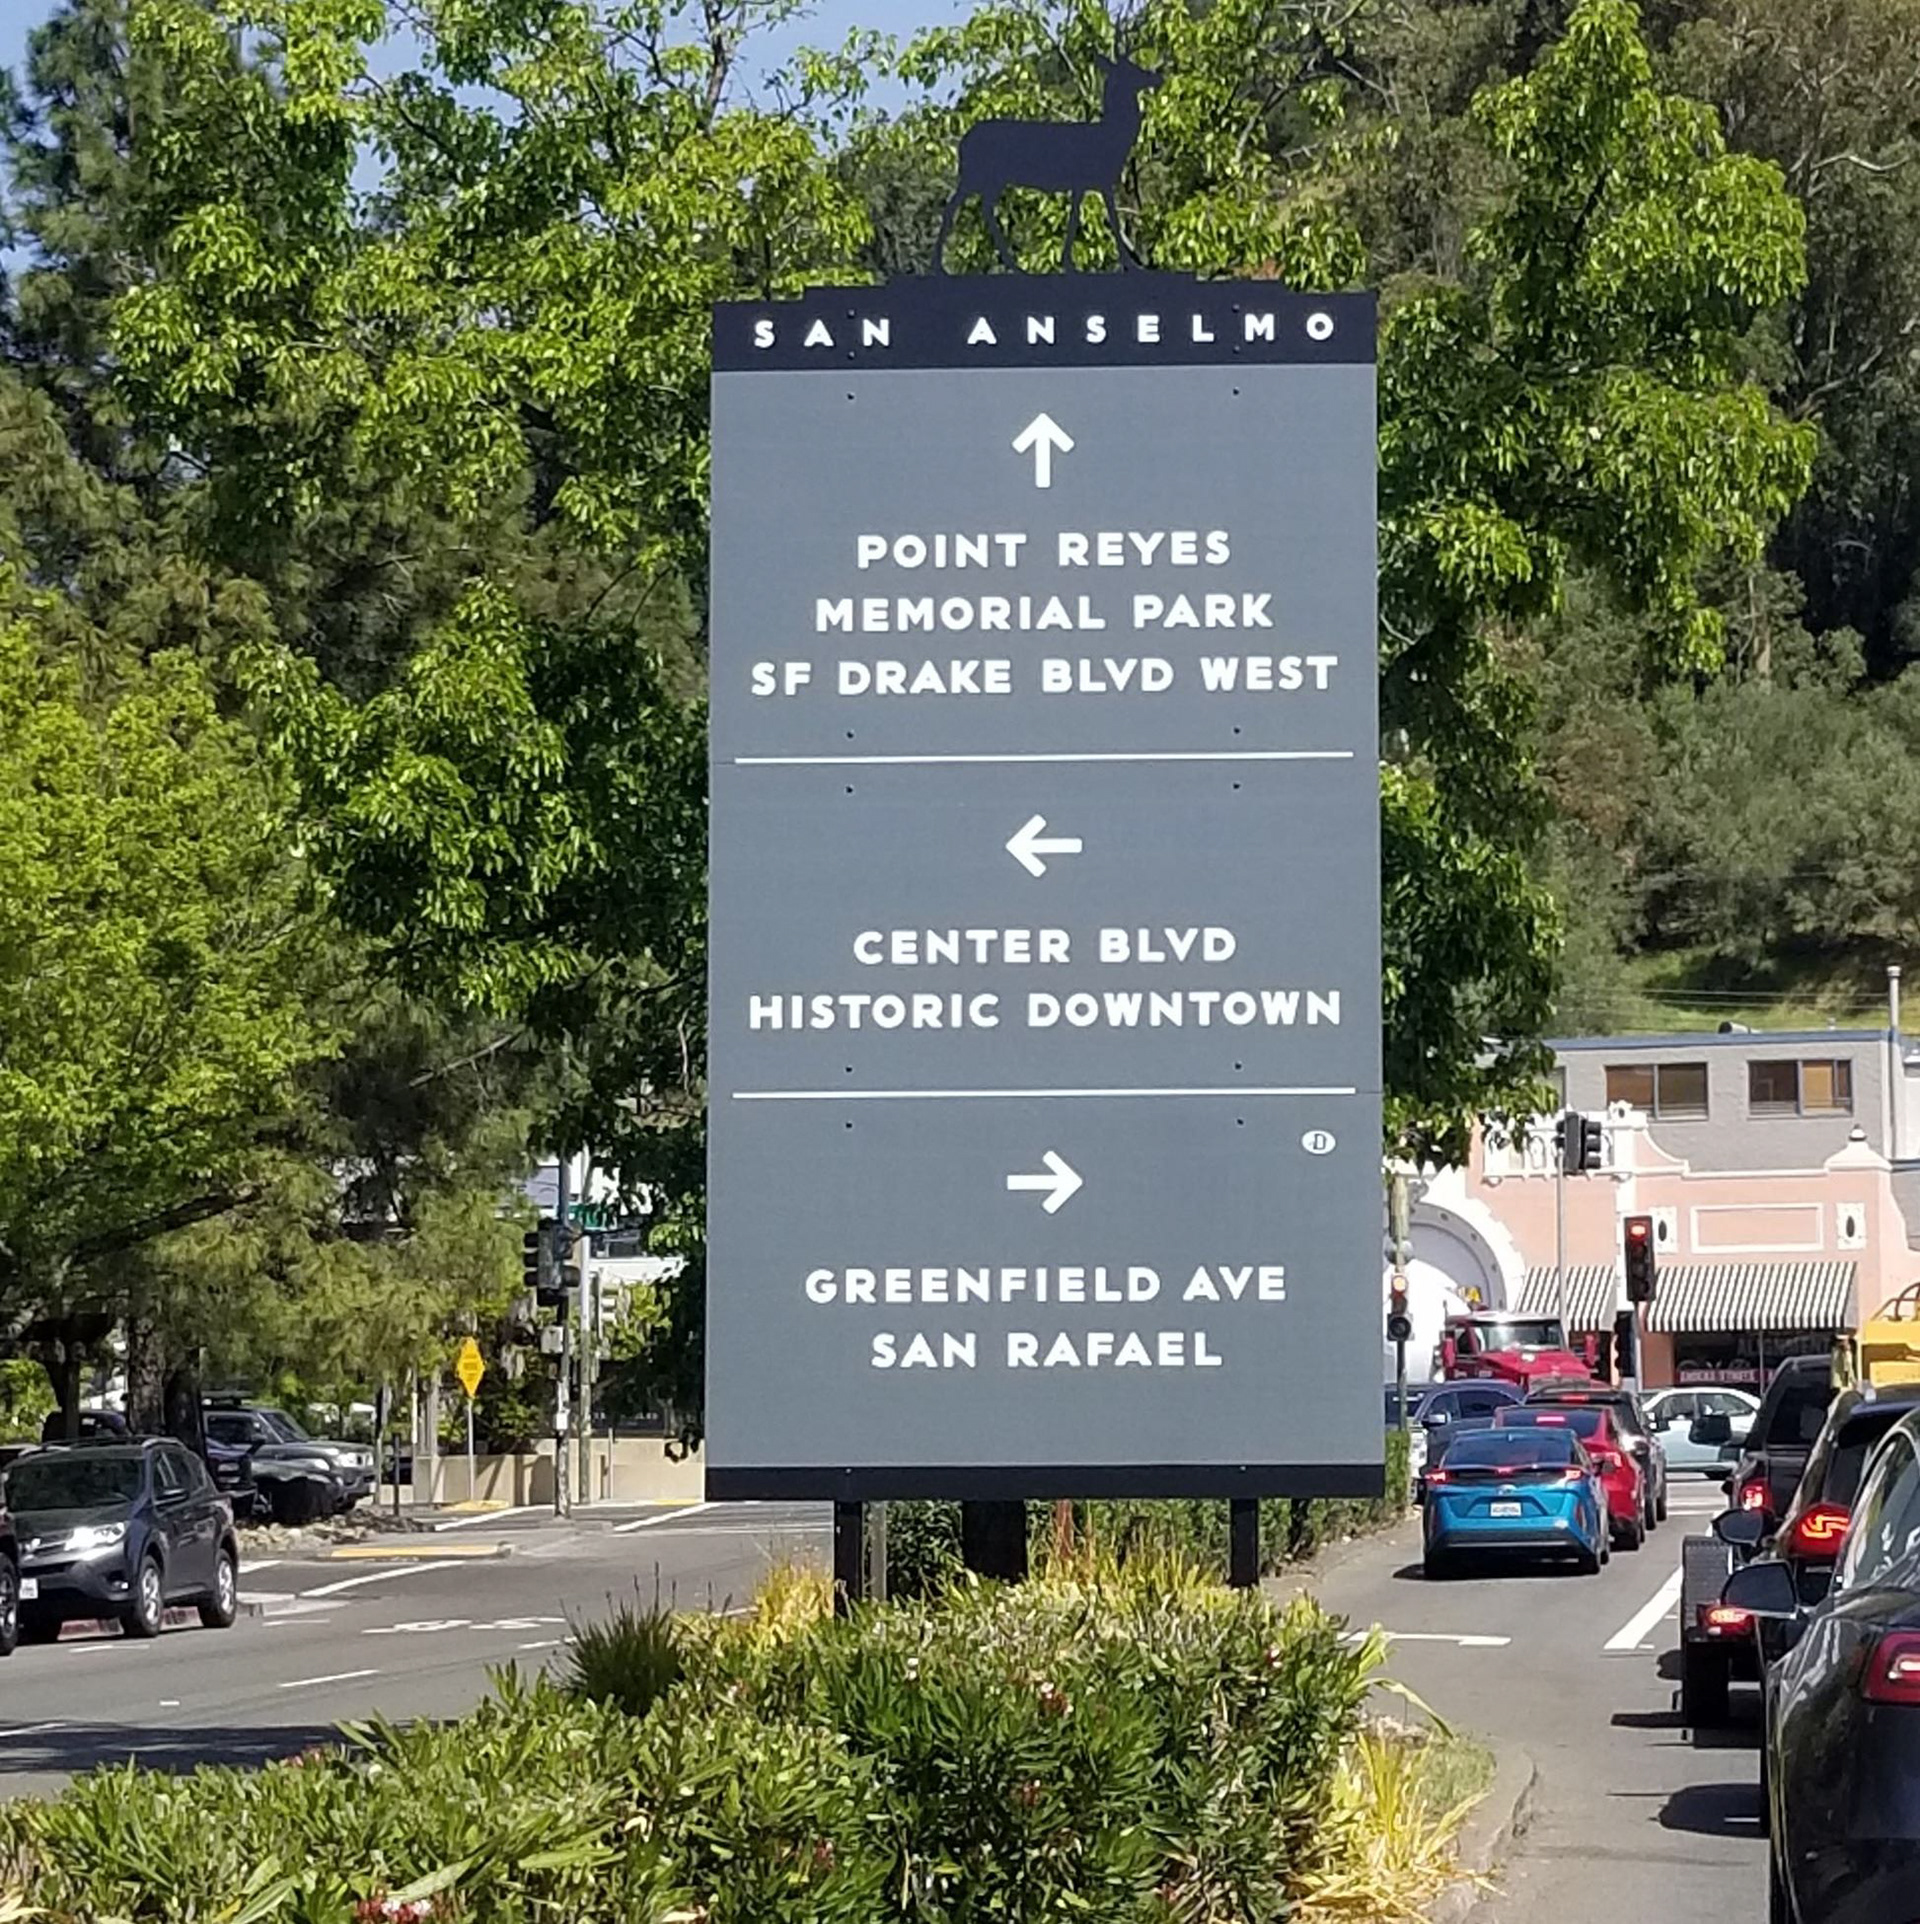 SAN ANSELMO
POINT REYES
MEMORIAL PARK
SF DRAKE BLVD WEST
CENTER BLVD
HISTORIC DOWNTOWN
D
GREENFIELD AVE
SAN RAFAEL